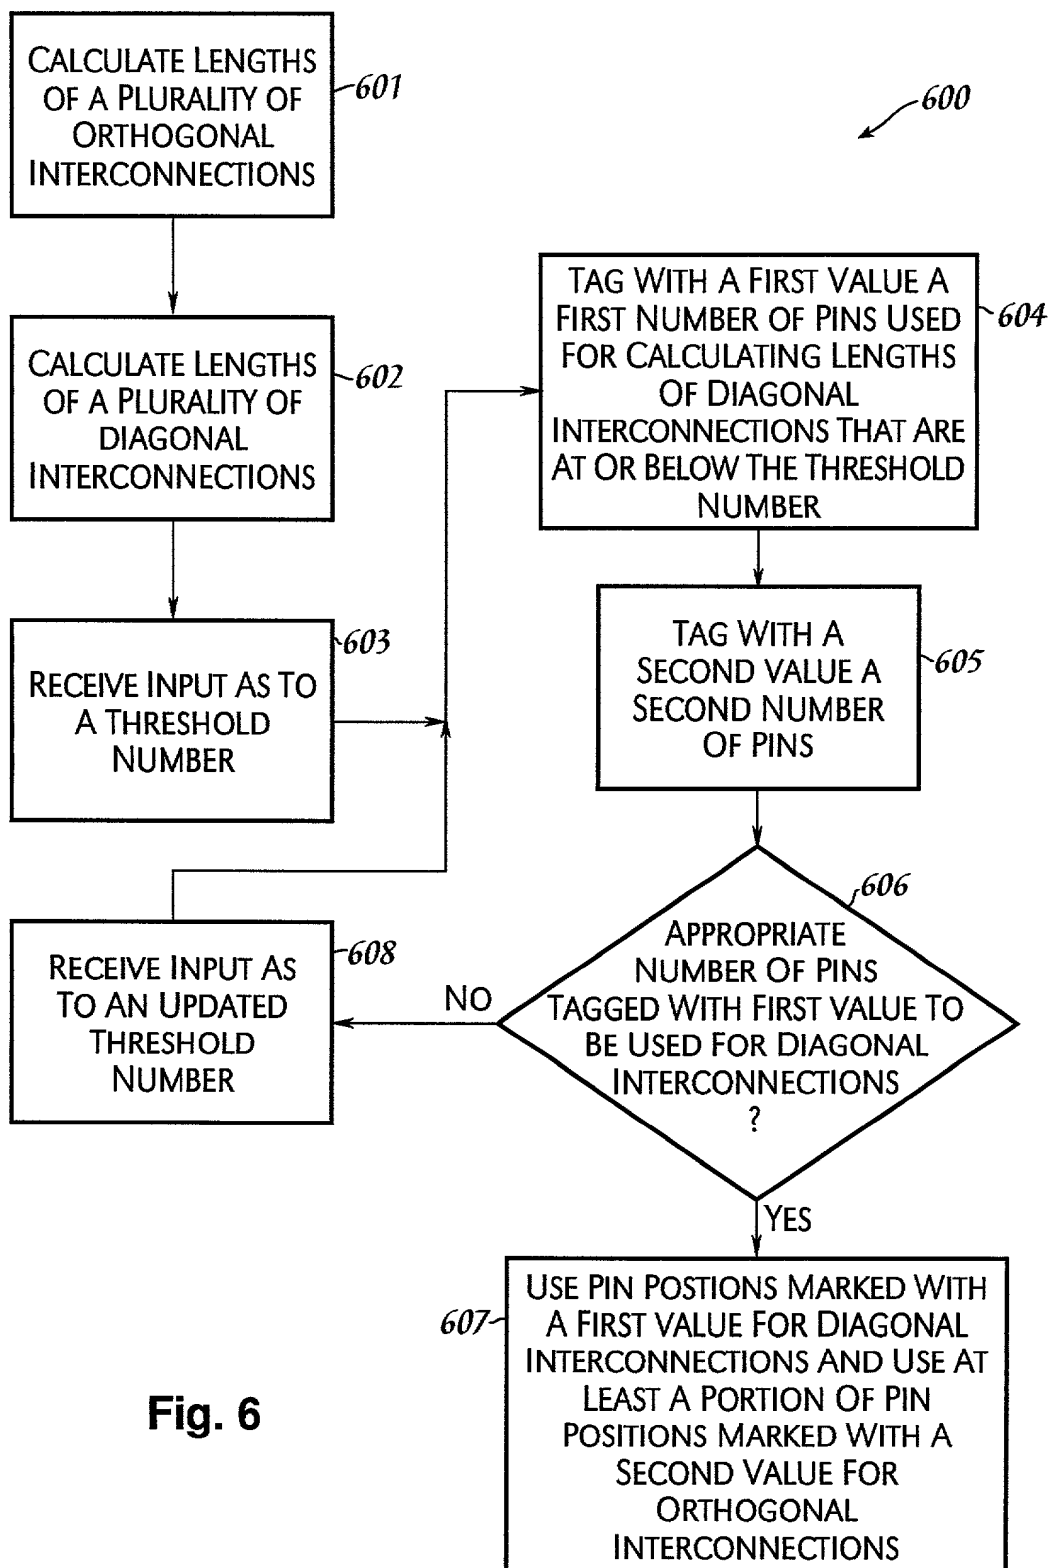 CALCULATE LENGTHS
OF A PLURALITY OF
ORTHOGONAL
INTERCONNECTIONS
601
600
CALCULATE LENGTHS
OF A PLURALITY OF
DIAGONAL
INTERCONNECTIONS
602
RECEIVE INPUT AS TO
A THRESHOLD
NUMBER
603
TAG WITH A FIRST VALUE A
FIRST NUMBER OF PINS USED
FOR CALCULATING LENGTHS
OF DIAGONAL
INTERCONNECTIONS THAT ARE
AT OR BELOW THE THRESHOLD
NUMBER
604
TAG WITH A
SECOND VALUE A
SECOND NUMBER
OF PINS
605
APPROPRIATE
NUMBER OF PINS
TAGGED WITH FIRST VALUE TO
BE USED FOR DIAGONAL
INTERCONNECTIONS
?
606
NO
RECEIVE INPUT AS
TO AN UPDATED
THRESHOLD
NUMBER
608
YES
USE PIN POSTIONS MARKED WITH
A FIRST VALUE FOR DIAGONAL
INTERCONNECTIONS AND USE AT
LEAST A PORTION OF PIN
POSITIONS MARKED WITH A
SECOND VALUE FOR
ORTHOGONAL
INTERCONNECTIONS
607
Fig. 6